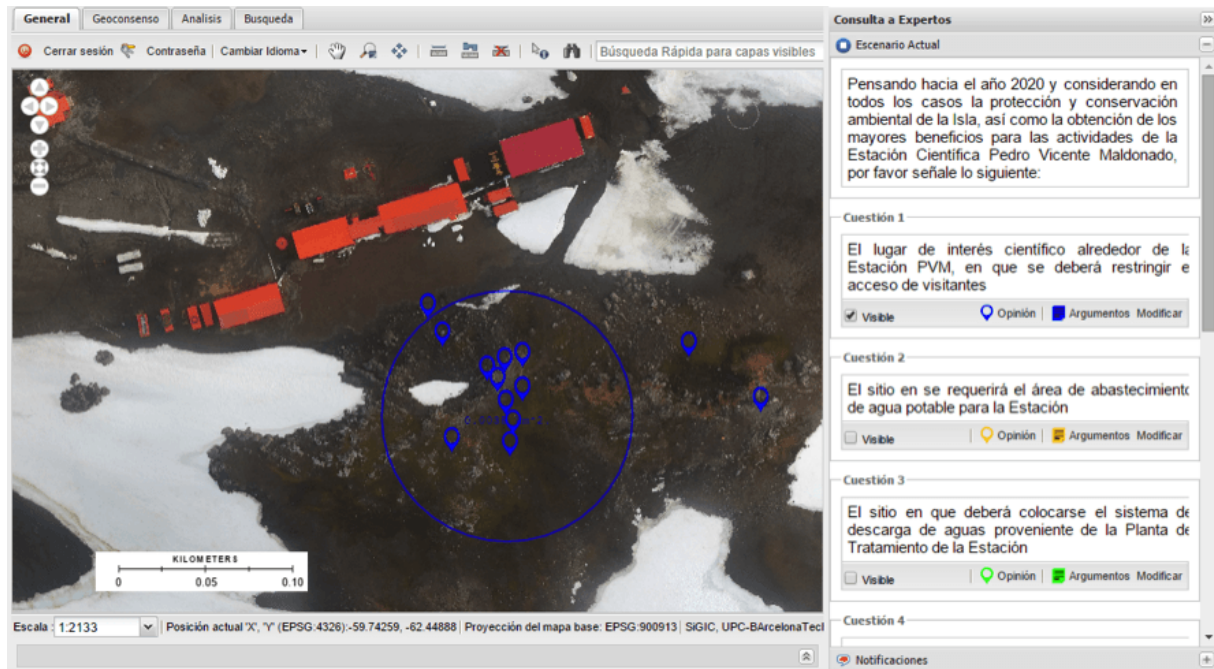 General Geoconsenso Analisis Busqueda
Cerrar sesión Contraseña Cambiar Idioma Búsqueda Rápida para capas visibles
KILOMETERS
0 0.05 0.10
Escala : 1:2133 Posición actual 'X', 'Y' (EPSG:4326):-59.74259, -62.44888 Proyección del mapa base: EPSG:900913 SiGIC, UPC-BArcelonaTecl
Consulta a Expertos
Escenario Actual
Pensando hacia el año 2020 y considerando en
todos los casos la protección y conservación
ambiental de la Isla, así como la obtención de los
mayores beneficios para las actividades de la
Estación Científica Pedro Vicente Maldonado,
por favor señale lo siguiente:
Cuestión 1
El lugar de interés científico alrededor de la
Estación PVM, en que se deberá restringir e
acceso de visitantes
Visible Opinión Argumentos Modificar
Cuestión 2
El sitio en se requerirá el área de abastecimiento
de agua potable para la Estación
Visible Opinión Argumentos Modificar
Cuestión 3
El sitio en que deberá colocarse el sistema de
descarga de aguas proveniente de la Planta de
Tratamiento de la Estación
Visible Opinión Argumentos Modificar
Cuestión 4
Notificaciones